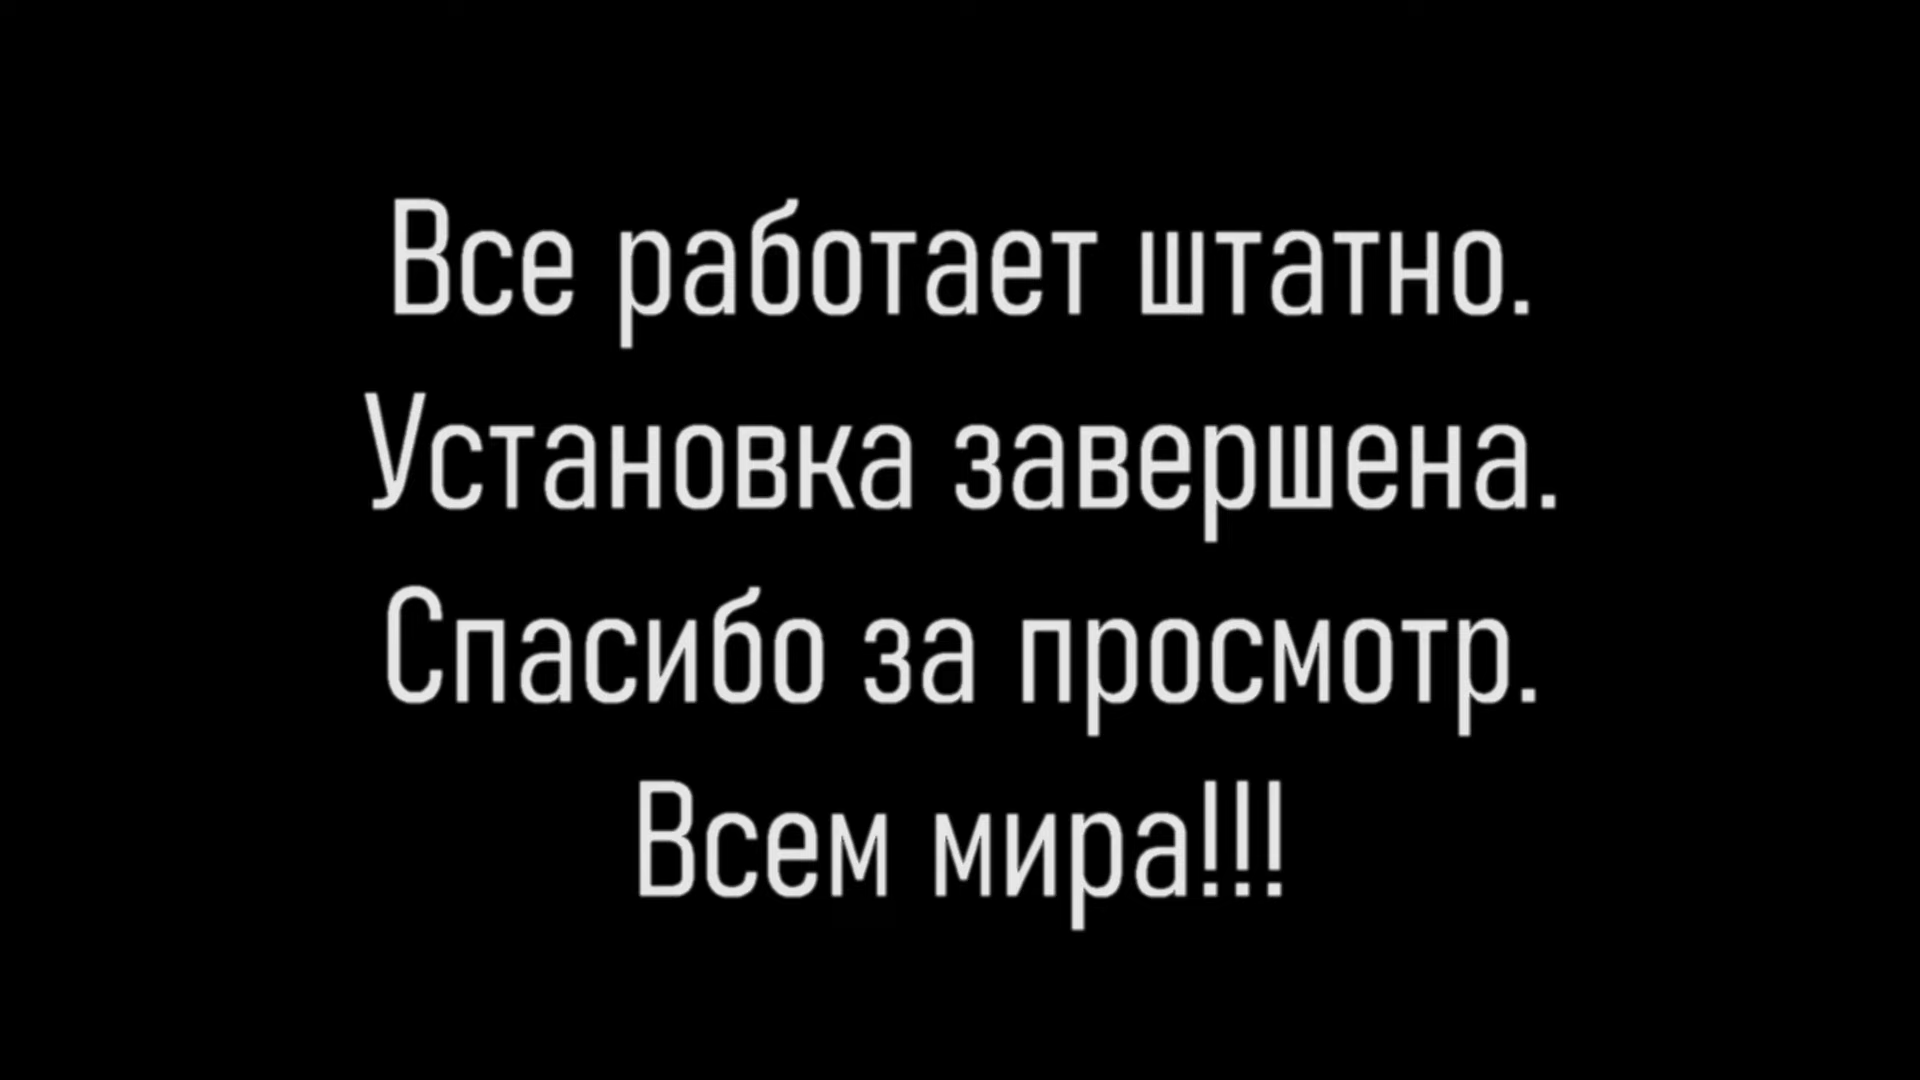 Все работает штатно.
Установка завершена.
Спасибо за просмотр.
Всем мира!!!